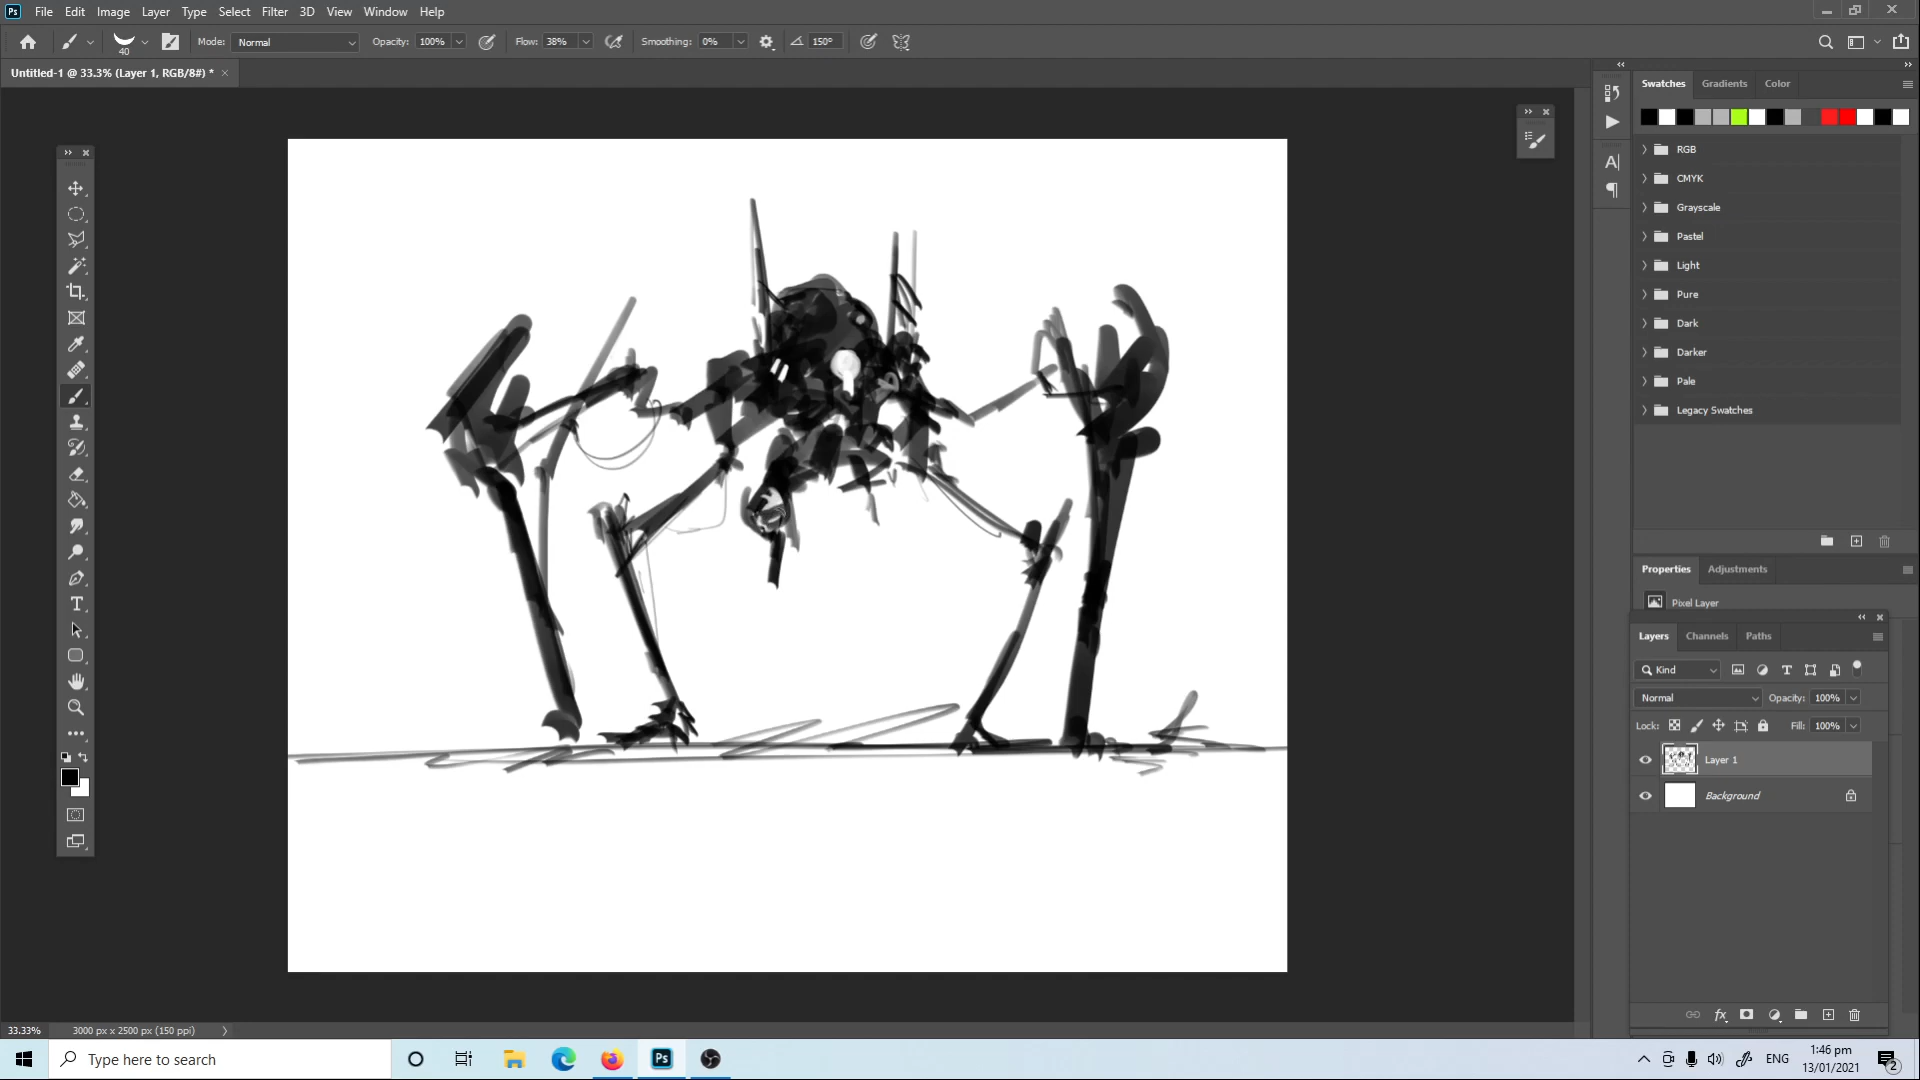 Ps File Edit Image Layer Type Select Filter 3D View Window Help
40 Mode: Normal Opacity: 100% Flow: 38% Smoothing: 0% 150°
Untitled-1 @ 33.3% (Layer 1, RGB/8#) *
Swatches Gradients Color
RGB
CMYK
Grayscale
Pastel
Light
Pure
Dark
Darker
Pale
Legacy Swatches
Properties Adjustments
Pixel Layer
Layers Channels Paths
Kind
Normal Opacity: 100%
Lock: Fill: 100%
Layer 1
Background
33.33% 3000 px x 2500 px (150 ppi)
Type here to search
Ps
ENG
1:46 pm
13/01/2021
2